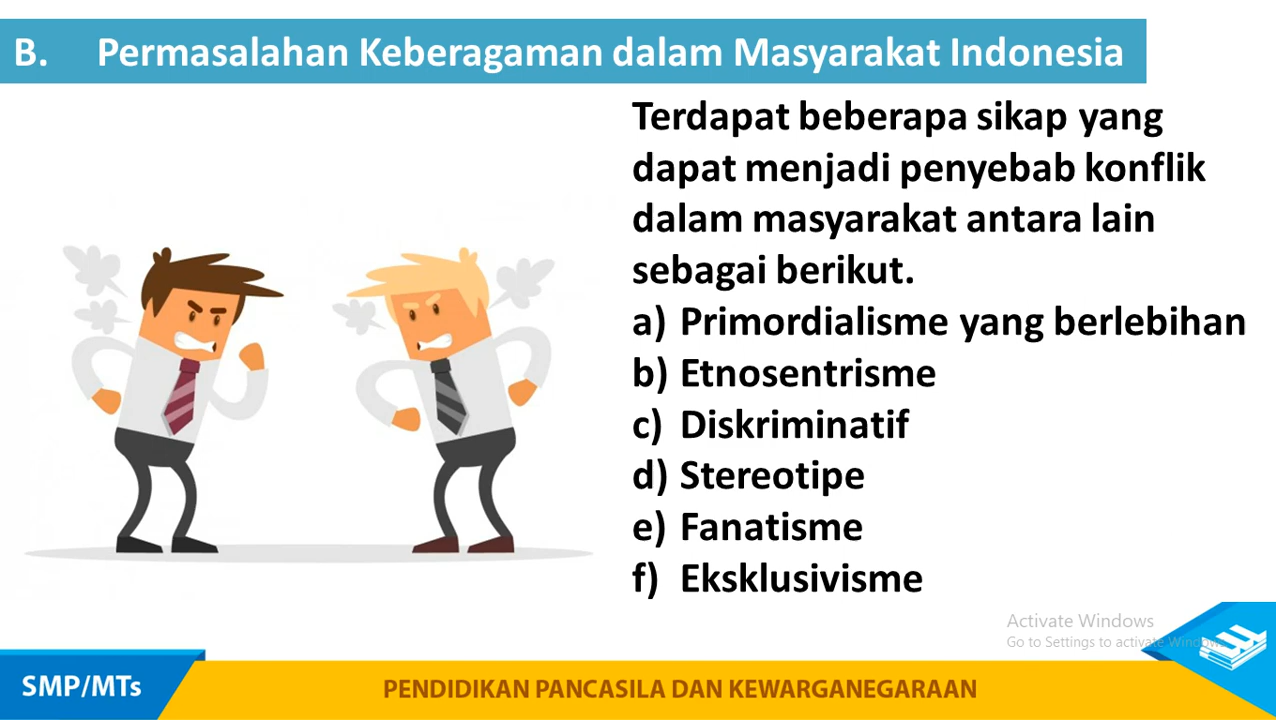 B. Permasalahan Keberagaman dalam Masyarakat Indonesia
Terdapat beberapa sikap yang
dapat menjadi penyebab konflik
dalam masyarakat antara lain
sebagai berikut.
a) Primordialisme yang berlebihan
b) Etnosentrisme
c) Diskriminatif
d) Stereotipe
e) Fanatisme
f) Eksklusivisme
Activate Windows
Go to Settings to activate Windows
SMP/MTs
PENDIDIKAN PANCASILA DAN KEWARGANEGARAAN